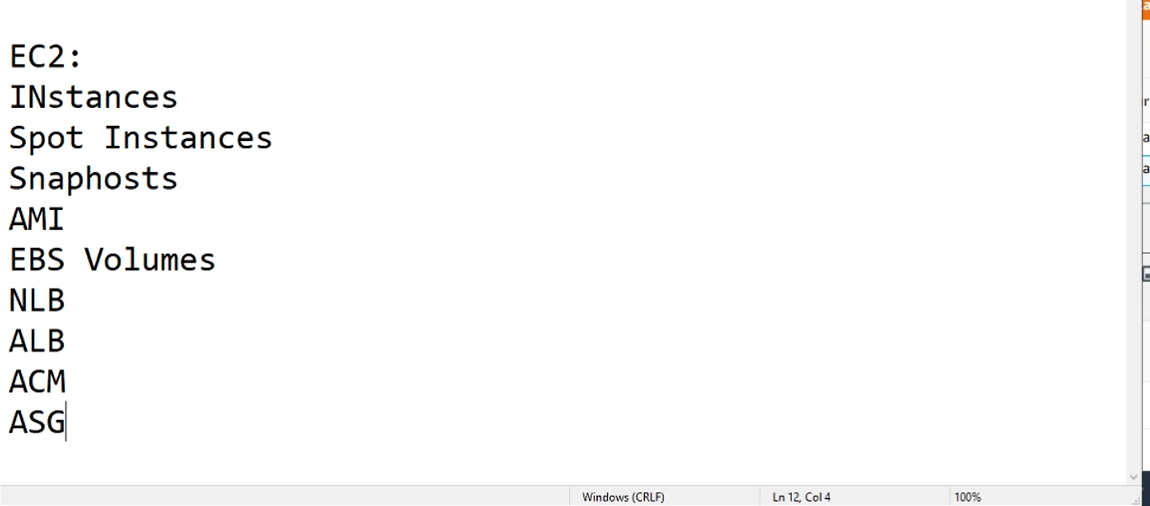 EC2:
INstances
Spot Instances
Snaphosts
AMI
EBS Volumes
NLB
ALB
ACM
ASG
Windows (CRLF) Ln 12, Col 4 100%